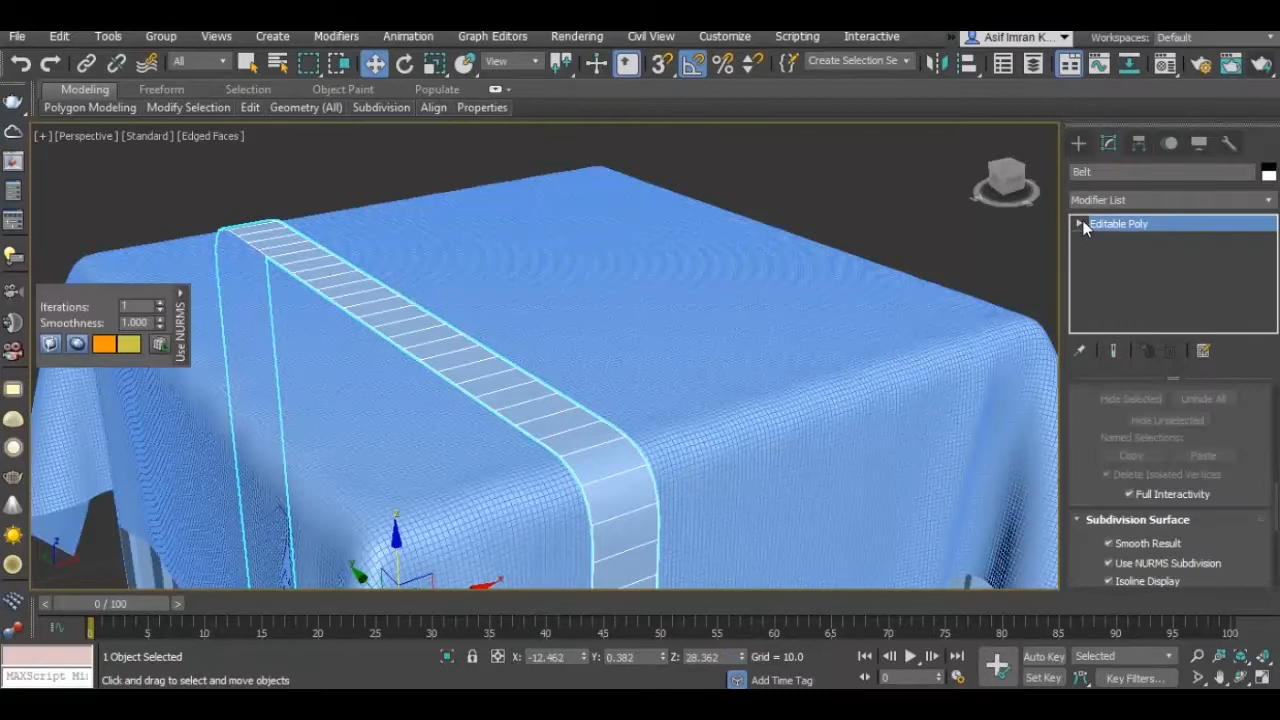 File Edit Tools Group Views Create Modifiers Animation Graph Editors Rendering Civil View Customize Scripting Interactive Asif Imran K... Workspaces: Default
All View Create Selection Se
Modeling Freeform Selection Object Paint Populate
Polygon Modeling Modify Selection Edit Geometry (All) Subdivision Align Properties
[+] [Perspective] [Standard] [Edged Faces]
Belt
Modifier List
Editable Poly
Iterations: 1
Smoothness: 1.000
Use NURMS
Hide Selected Unhide All
Hide Unselected
Named Selections:
Copy Paste
Delete Isolated Vertices
Full Interactivity
Subdivision Surface
Smooth Result
Use NURMS Subdivision
Isoline Display
z
x
< 0 / 100 >
0 5 10 15 20 25 30 35 40 45 50 55 60 65 70 75 80 85 90 95 100
1 Object Selected X: -12.462 Y: 0.382 Z: 28.362 Grid = 10.0 Auto Key Selected
MAXScript Mi Click and drag to select and move objects Add Time Tag 0 Set Key Key Filters...